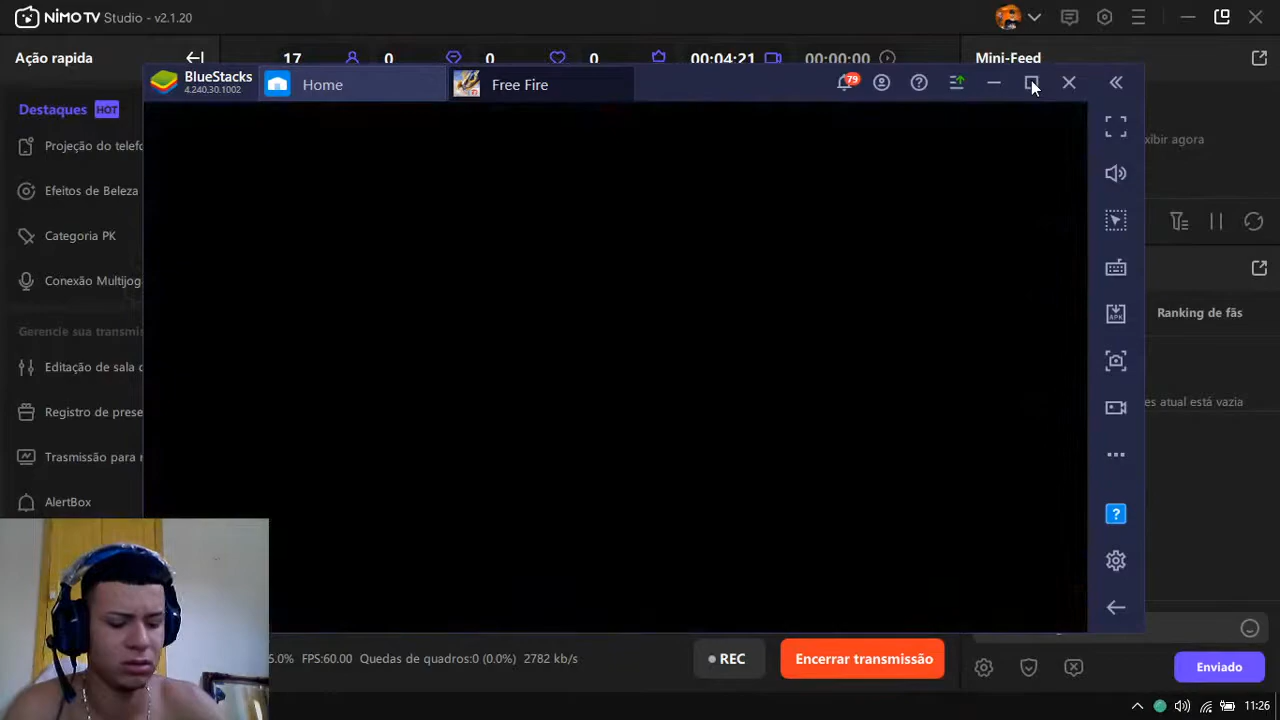 NIMO TV Studio - v2.1.20
Ação rapida
17 0 0 0 00:04:21 00:00:00
Mini-Feed
BlueStacks
4.240.30.1002
Home
Free Fire
79
Destaques HOT
Projeção do telefo
Efeitos de Beleza
Categoria PK
Conexão Multijog
Gerencie sua transmis
Editação de sala d
Registro de prese
Trasmissão para r
AlertBox
xibir agora
Ranking de fãs
es atual está vazia
APK
?
5.0% FPS:60.00 Quedas de quadros:0 (0.0%) 2782 kb/s
REC
Encerrar transmissão
Enviado
11:26